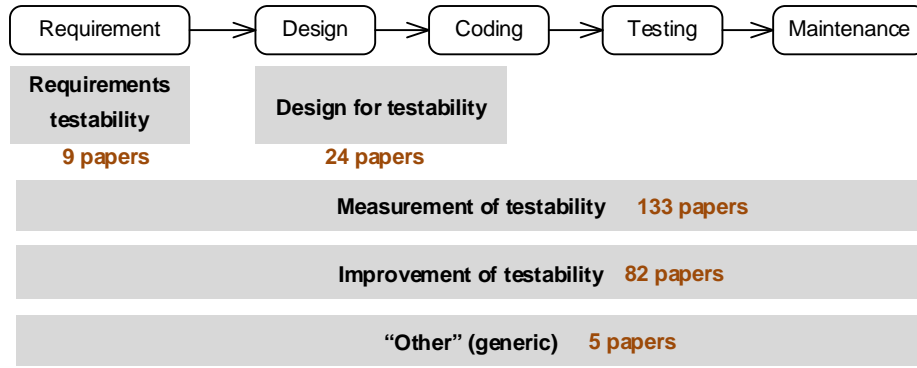 Requirement Design Coding Testing Maintenance
Requirements
testability
Design for testability
9 papers
24 papers
Measurement of testability 133 papers
Improvement of testability 82 papers
“Other” (generic) 5 papers